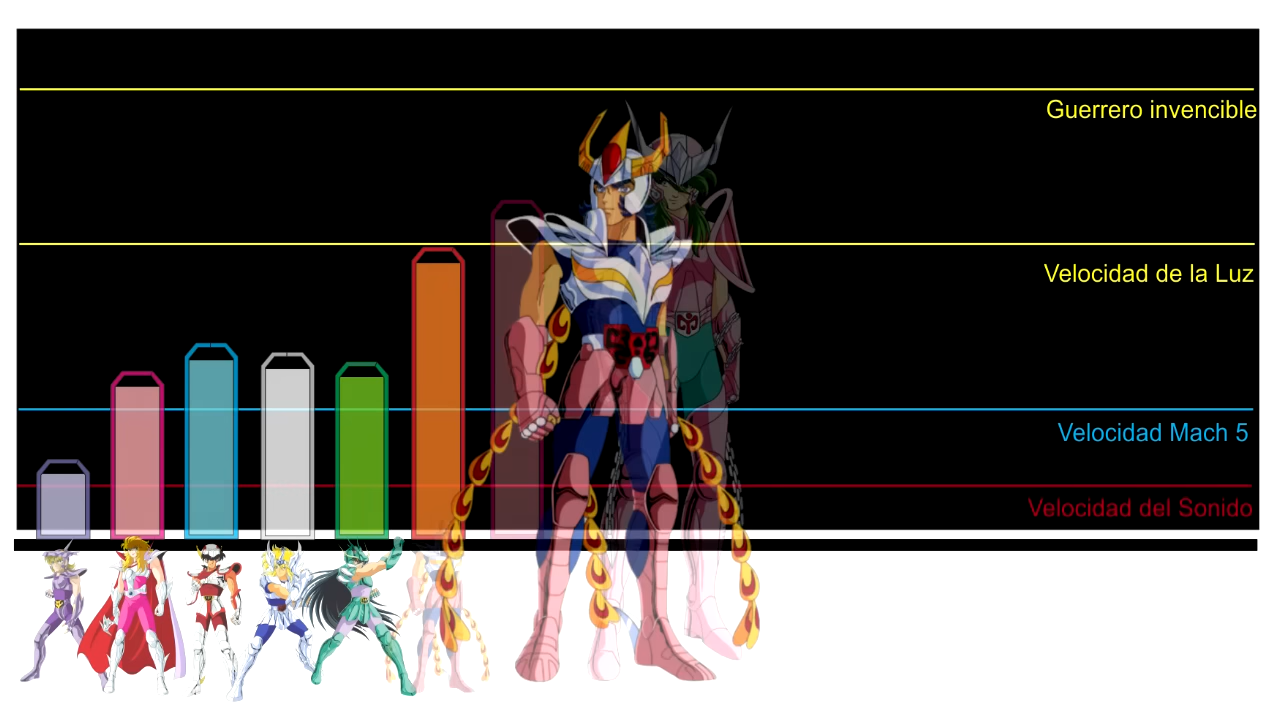 Guerrero invencible
Velocidad de la Luz
Velocidad Mach 5
Velocidad del Sonido